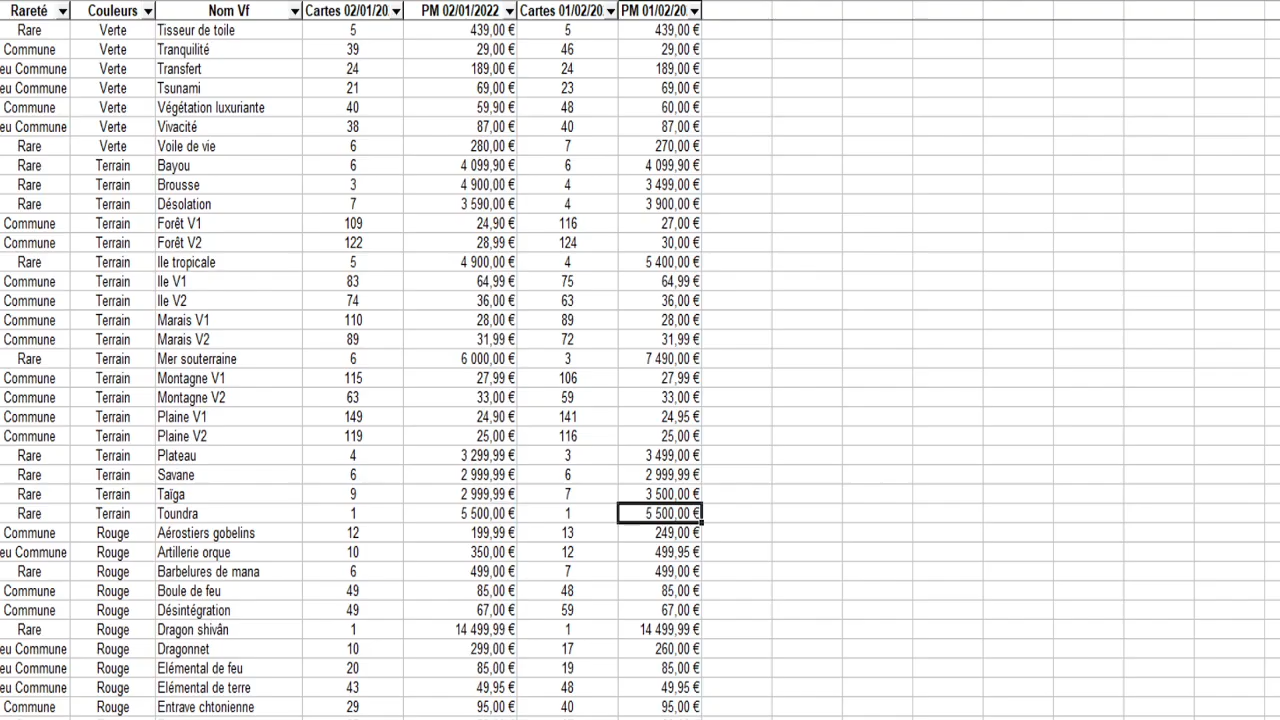 Rareté Couleurs Nom Vf Cartes 02/01/20 PM 02/01/2022 Cartes 01/02/20 PM 01/02/20
Rare Verte Tisseur de toile 5 439,00 € 5 439,00 €
Commune Verte Tranquilité 39 29,00 € 46 29,00 €
eu Commune Verte Transfert 24 189,00 € 24 189,00 €
eu Commune Verte Tsunami 21 69,00 € 23 69,00 €
Commune Verte Végétation luxuriante 40 59,90 € 48 60,00 €
eu Commune Verte Vivacité 38 87,00 € 40 87,00 €
Rare Verte Voile de vie 6 280,00 € 7 270,00 €
Rare Terrain Bayou 6 4 099,90 € 6 4 099,90 €
Rare Terrain Brousse 3 4 900,00 € 4 3 499,00 €
Rare Terrain Désolation 7 3 590,00 € 4 3 900,00 €
Commune Terrain Forêt V1 109 24,90 € 116 27,00 €
Commune Terrain Forêt V2 122 28,99 € 124 30,00 €
Rare Terrain Ile tropicale 5 4 900,00 € 4 5 400,00 €
Commune Terrain Ile V1 83 64,99 € 75 64,99 €
Commune Terrain Ile V2 74 36,00 € 63 36,00 €
Commune Terrain Marais V1 110 28,00 € 89 28,00 €
Commune Terrain Marais V2 89 31,99 € 72 31,99 €
Rare Terrain Mer souterraine 6 6 000,00 € 3 7 490,00 €
Commune Terrain Montagne V1 115 27,99 € 106 27,99 €
Commune Terrain Montagne V2 63 33,00 € 59 33,00 €
Commune Terrain Plaine V1 149 24,90 € 141 24,95 €
Commune Terrain Plaine V2 119 25,00 € 116 25,00 €
Rare Terrain Plateau 4 3 299,99 € 3 3 499,00 €
Rare Terrain Savane 6 2 999,99 € 6 2 999,99 €
Rare Terrain Taïga 9 2 999,99 € 7 3 500,00 €
Rare Terrain Toundra 1 5 500,00 € 1 5 500,00 €
Commune Rouge Aérostiers gobelins 12 199,99 € 13 249,00 €
eu Commune Rouge Artillerie orque 10 350,00 € 12 499,95 €
Rare Rouge Barbelures de mana 6 499,00 € 7 499,00 €
Commune Rouge Boule de feu 49 85,00 € 48 85,00 €
Commune Rouge Désintégration 49 67,00 € 59 67,00 €
Rare Rouge Dragon shivân 1 14 499,99 € 1 14 499,99 €
eu Commune Rouge Dragonnet 10 299,00 € 17 260,00 €
eu Commune Rouge Elémental de feu 20 85,00 € 19 85,00 €
eu Commune Rouge Elémental de terre 43 49,95 € 48 49,95 €
Commune Rouge Entrave chtonienne 29 95,00 € 40 95,00 €